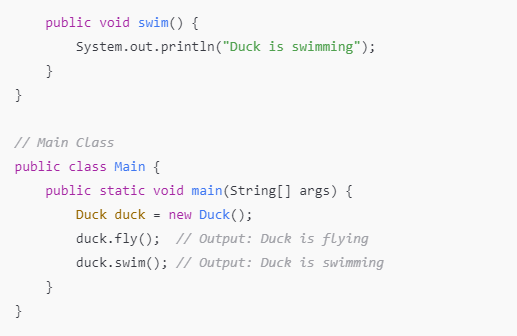 public void swim() {
        System.out.println("Duck is swimming");
    }
}

// Main Class
public class Main {
    public static void main(String[] args) {
        Duck duck = new Duck();
        duck.fly();  // Output: Duck is flying
        duck.swim(); // Output: Duck is swimming
    }
}